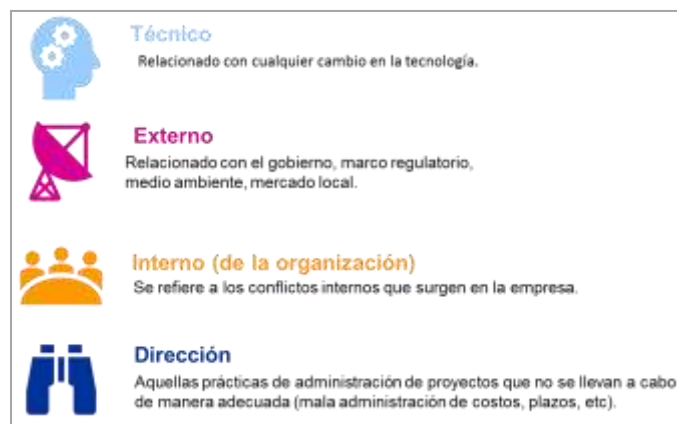 Técnico
Relacionado con cualquier cambio en la tecnología.
Externo
Relacionado con el gobierno, marco regulatorio,
medio ambiente, mercado local.
Interno (de la organización)
Se refiere a los conflictos internos que surgen en la empresa.
Dirección
Aquellas prácticas de administración de proyectos que no se llevan a cabo
de manera adecuada (mala administración de costos, plazos, etc).